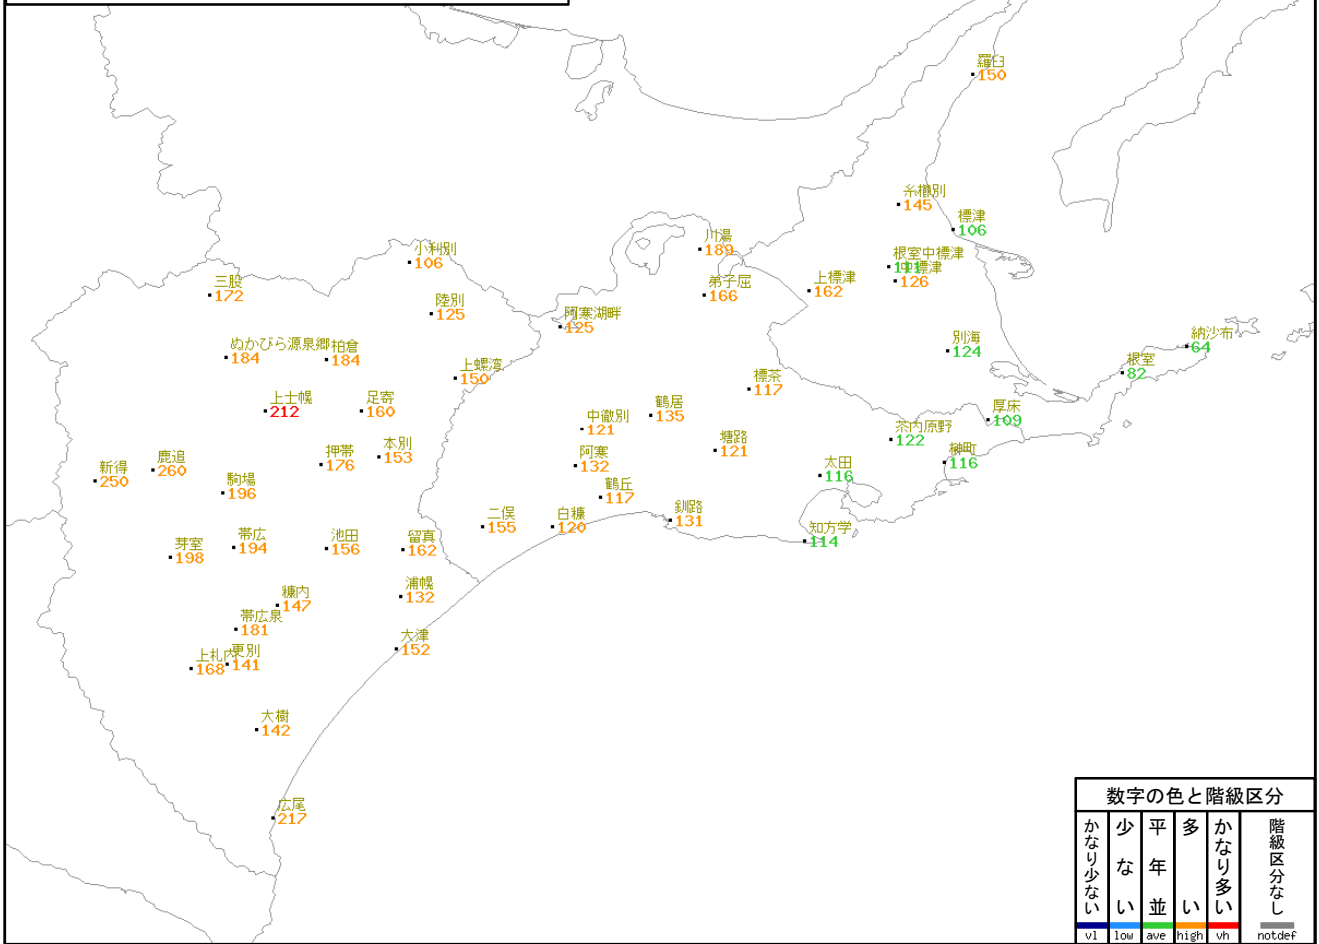 羅臼
150
糸櫛別
145
標津
106
川湯
189
小利別
106
根室中標津
111
中標津
126
三股
172
弟子屈
166
上標津
162
陸別
125
阿寒湖畔
125
納沙布
64
別海
124
ぬかびら源泉郷
184
柏倉
184
根室
82
上螺湾
150
標茶
117
上士幌
212
足寄
160
鶴居
135
厚床
109
中徹別
121
茶内原野
122
本別
153
塘路
121
榊町
116
押帯
176
鹿追
260
阿寒
132
太田
116
新得
250
駒場
196
鶴丘
117
釧路
131
二俣
155
白糠
120
知方学
114
帯広
194
池田
156
留真
162
芽室
198
浦幌
132
糠内
147
帯広泉
181
大津
152
上札内
168
更別
141
大樹
142
広尾
217
数字の色と階級区分
かなり少ない
少ない
平年並
多い
かなり多い
階級区分なし
vl
low
ave
high
vh
notdef